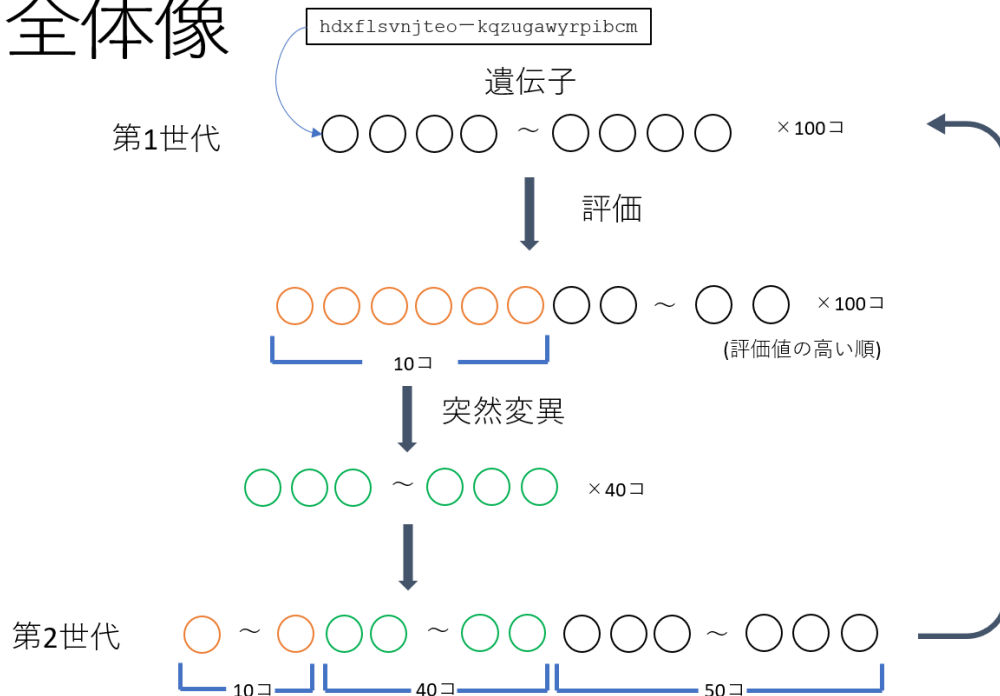 全体像
hdxflsvnjteoーkqzugawyrpibcm
遺伝子
第1世代
～
×100コ
評価
～
×100コ
(評価値の高い順)
10コ
突然変異
～
×40コ
第2世代
～
～
～
10コ
40コ
50コ